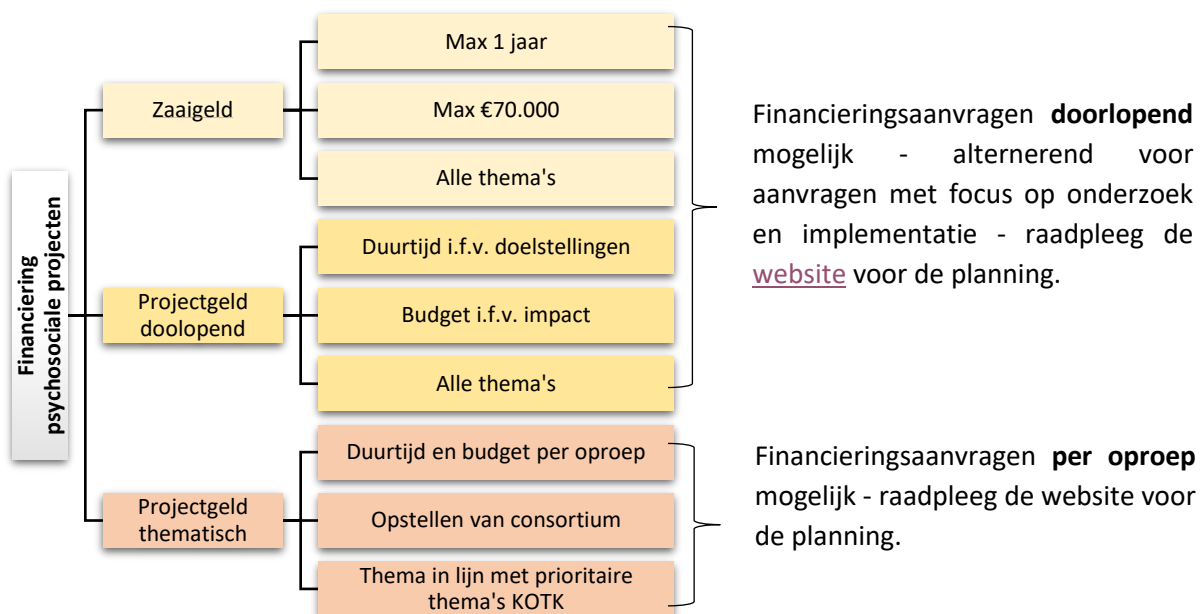 Financiering
psychosociale projecten
Zaaigeld
Max 1 jaar
Max €70.000
Alle thema's
Projectgeld
doolopend
Duurtijd i.f.v. doelstellingen
Budget i.f.v. impact
Alle thema's
Financieringsaanvragen doorlopend
mogelijk - alternerend voor
aanvragen met focus op onderzoek
en implementatie - raadpleeg de
website voor de planning.
Projectgeld
thematisch
Duurtijd en budget per oproep
Opstellen van consortium
Thema in lijn met prioritaire
thema's KOTK
Financieringsaanvragen per oproep
mogelijk - raadpleeg de website voor
de planning.